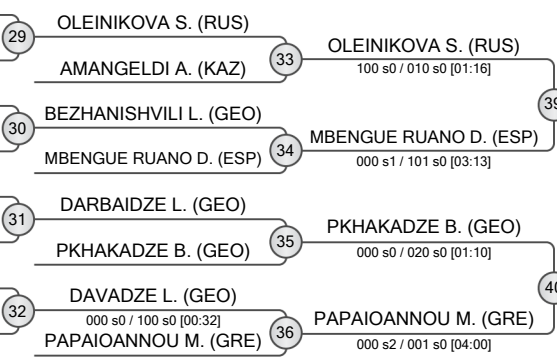 29
OLEINIKOVA S. (RUS)
AMANGELDI A. (KAZ)
33
OLEINIKOVA S. (RUS)
100 s0 / 010 s0 [01:16]
39
30
BEZHANISHVILI L. (GEO)
MBENGUE RUANO D. (ESP)
34
MBENGUE RUANO D. (ESP)
000 s1 / 101 s0 [03:13]
31
DARBAIDZE L. (GEO)
PKHAKADZE B. (GEO)
35
PKHAKADZE B. (GEO)
000 s0 / 020 s0 [01:10]
40
32
DAVADZE L. (GEO)
000 s0 / 100 s0 [00:32]
PAPAIOANNOU M. (GRE)
36
PAPAIOANNOU M. (GRE)
000 s2 / 001 s0 [04:00]